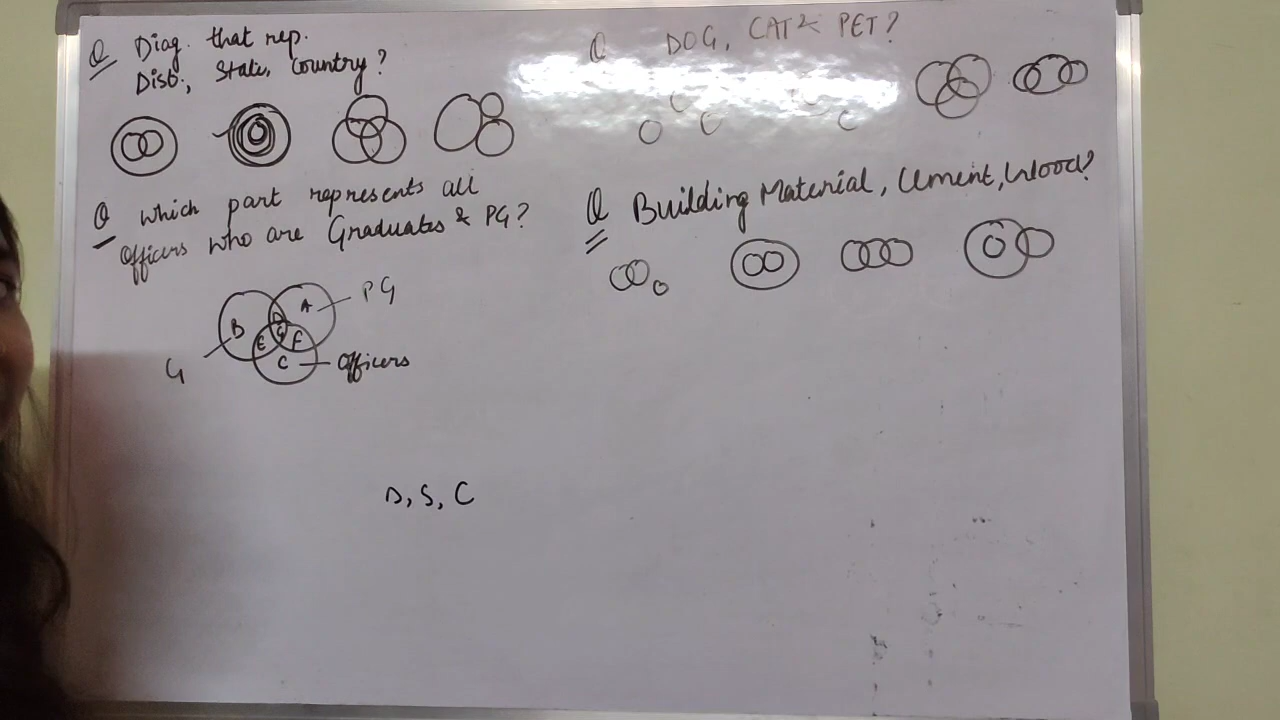 Q Diag. that rep.
Dist., State, Country?
Q which part represents all
officers who are Graduates & PG?
PG
A
B
D
G
E
F
C
officers
G
D, S, C
Q DOG, CAT & PET?
Q Building Material, Cement, Wood?